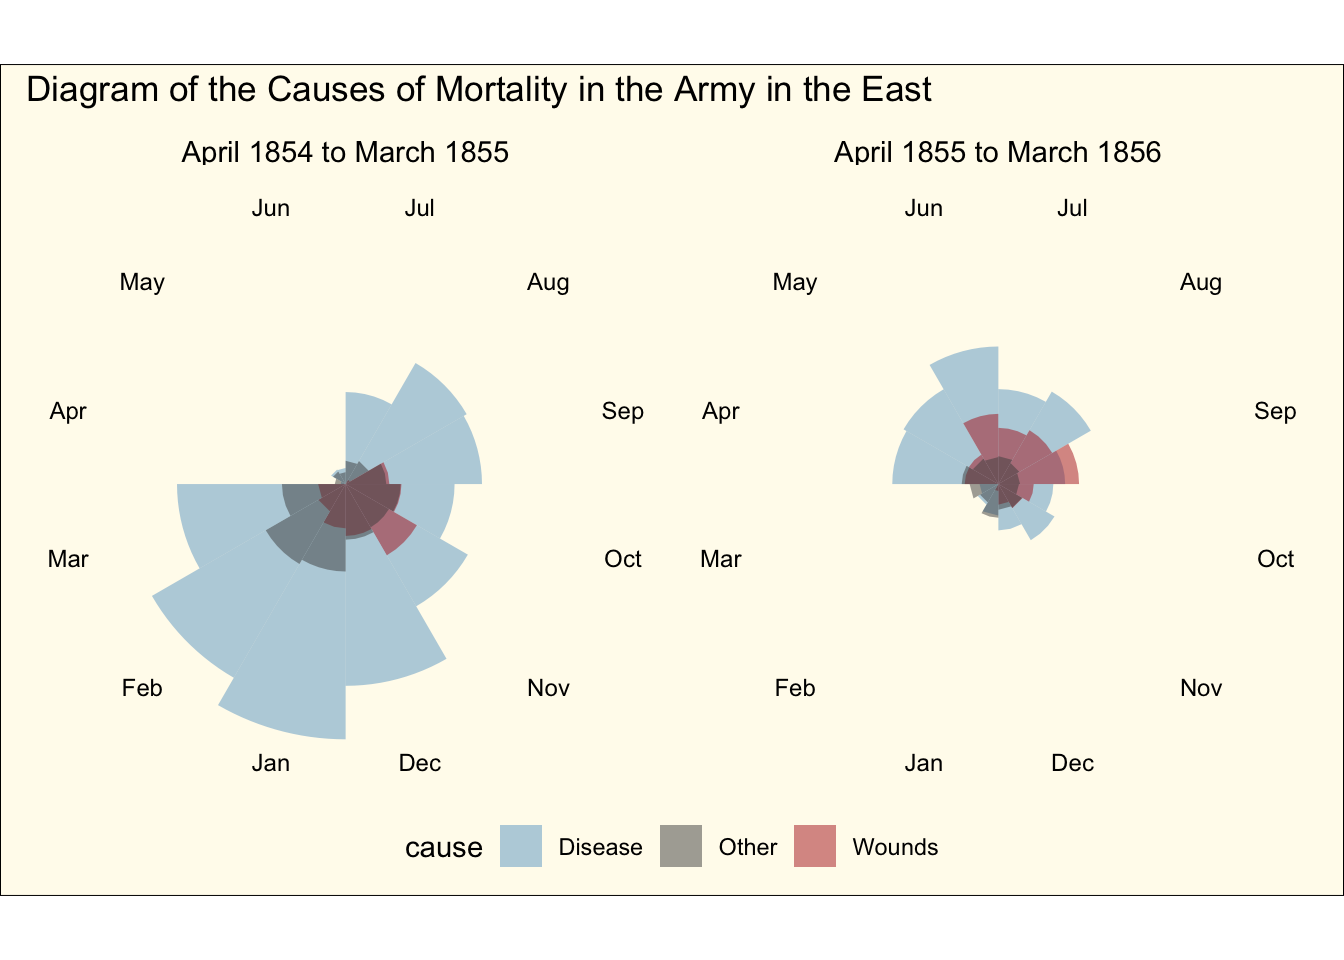 Diagram of the Causes of Mortality in the Army in the East
April 1854 to March 1855
April 1855 to March 1856
Jun Jul
May Aug
Apr Sep
Mar Oct
Feb Nov
Jan Dec
Jun Jul
May Aug
Apr Sep
Mar Oct
Feb Nov
Jan Dec
cause Disease Other Wounds